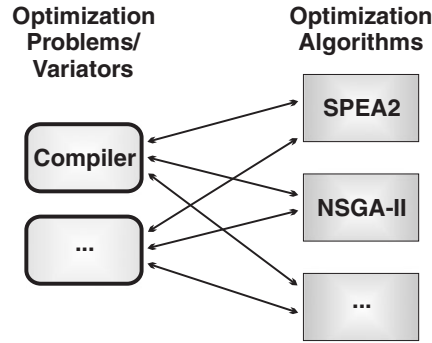 Optimization
Problems/
Variators
Optimization
Algorithms
Compiler
...
SPEA2
NSGA-II
...